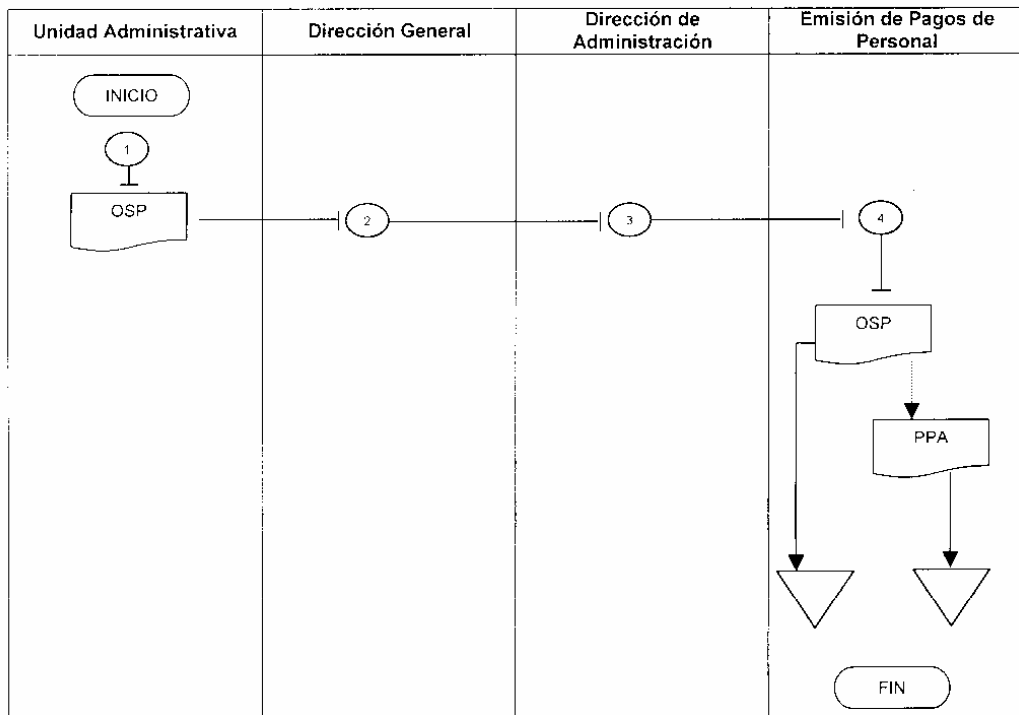 Unidad Administrativa
Dirección General
Dirección de
Administración
Emisión de Pagos de
Personal
INICIO
1
OSP
2
3
4
OSP
PPA
FIN